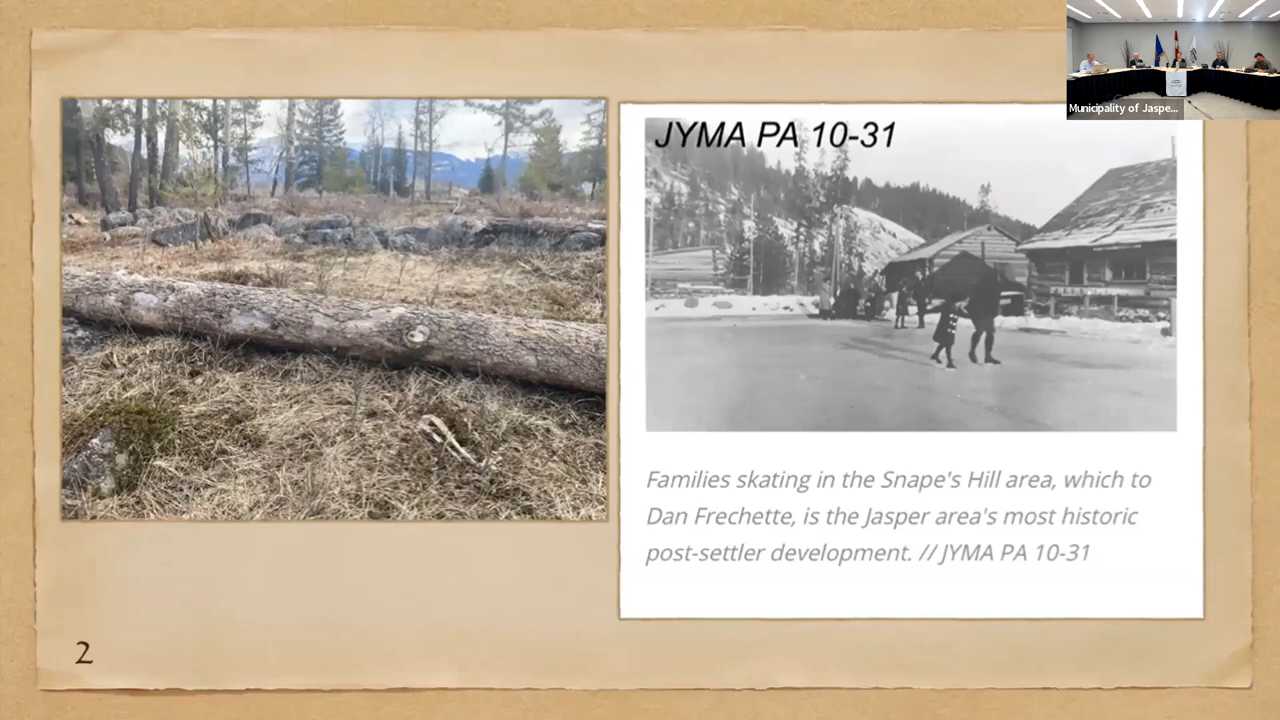 Municipality of Jaspe...
JYMA PA 10-31
Families skating in the Snape's Hill area, which to
Dan Frechette, is the Jasper area's most historic
post-settler development. // JYMA PA 10-31
2